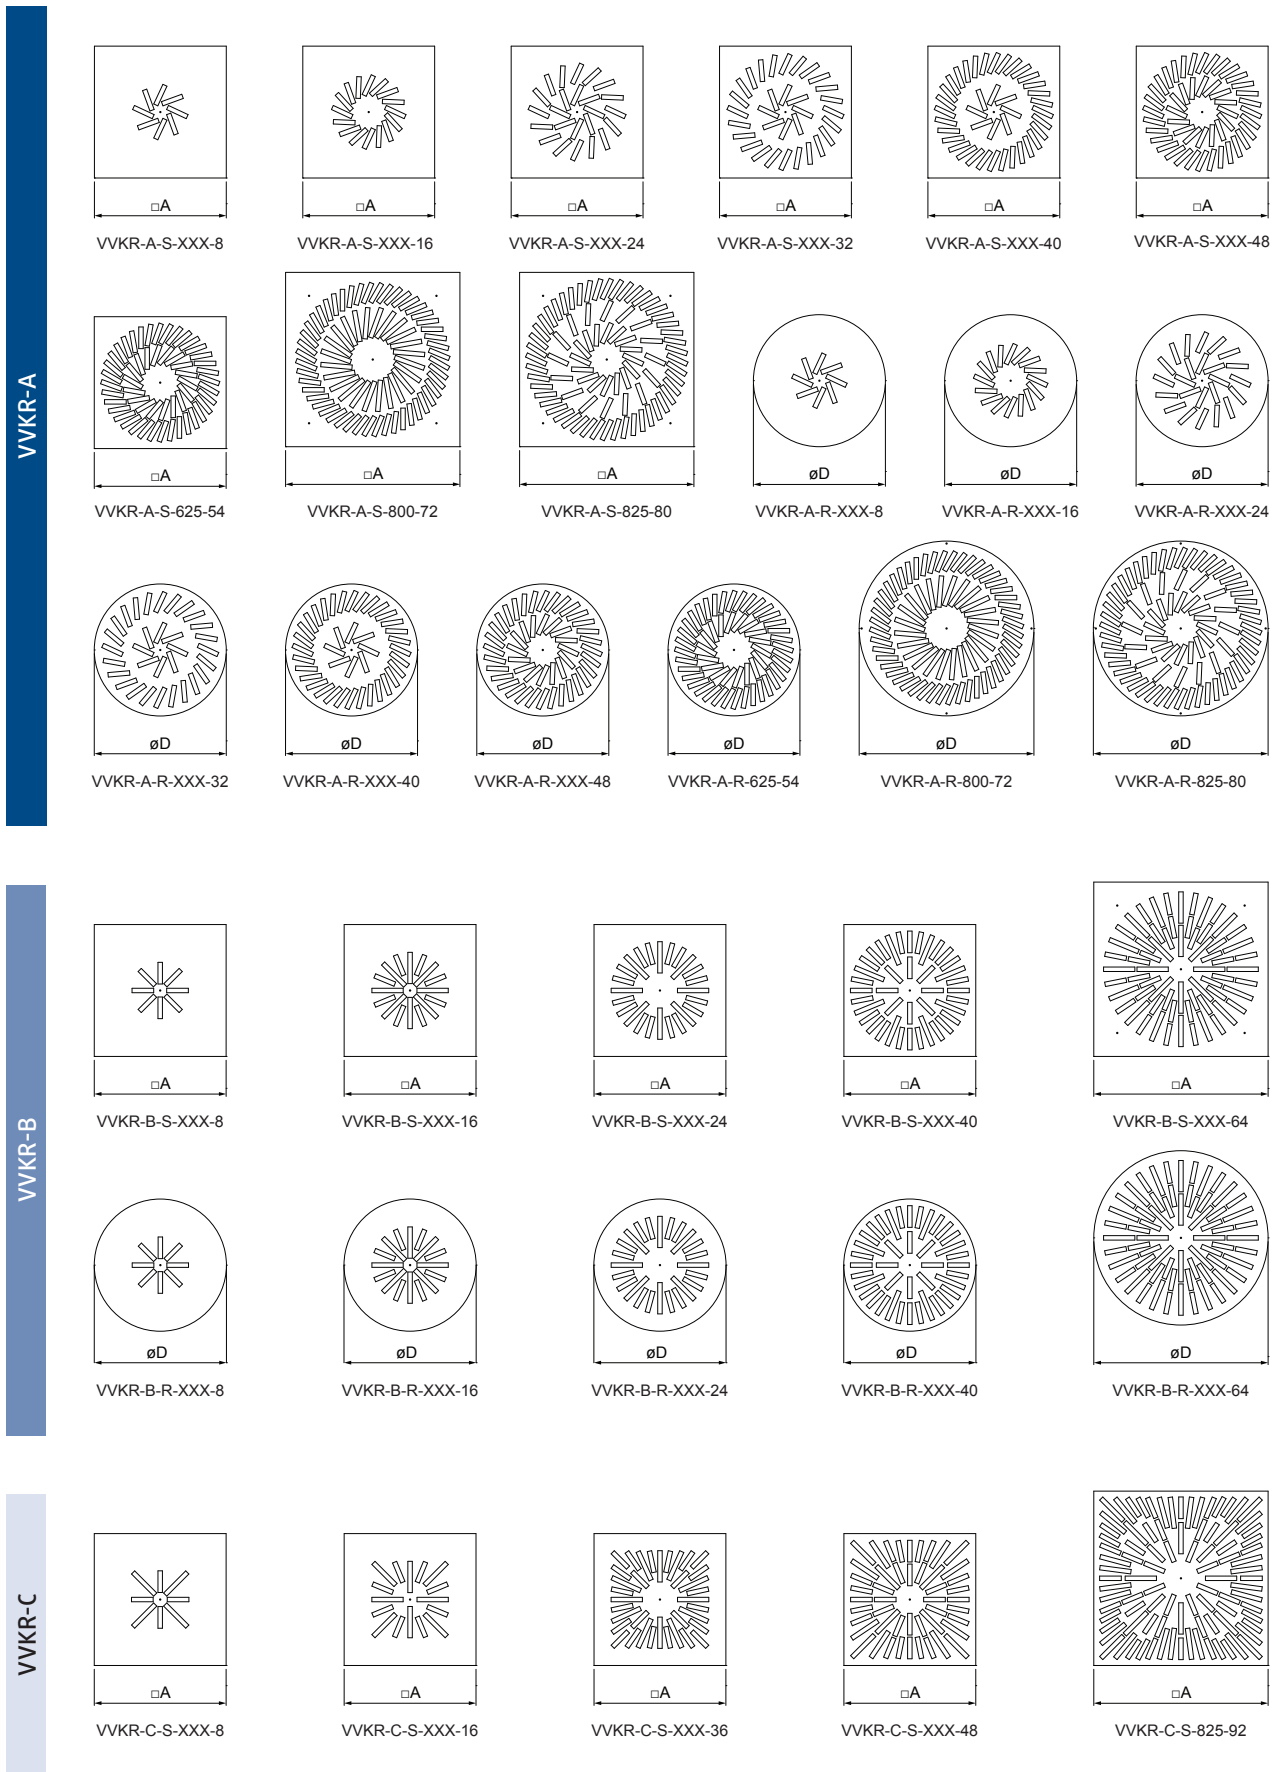 VVKR-A
□A □A □A □A □A □A
VVKR-A-S-XXX-8 VVKR-A-S-XXX-16 VVKR-A-S-XXX-24 VVKR-A-S-XXX-32 VVKR-A-S-XXX-40 VVKR-A-S-XXX-48
□A □A □A øD øD øD
VVKR-A-S-625-54 VVKR-A-S-800-72 VVKR-A-S-825-80 VVKR-A-R-XXX-8 VVKR-A-R-XXX-16 VVKR-A-R-XXX-24
øD øD øD øD øD øD
VVKR-A-R-XXX-32 VVKR-A-R-XXX-40 VVKR-A-R-XXX-48 VVKR-A-R-625-54 VVKR-A-R-800-72 VVKR-A-R-825-80
VVKR-B
□A □A □A □A □A
VVKR-B-S-XXX-8 VVKR-B-S-XXX-16 VVKR-B-S-XXX-24 VVKR-B-S-XXX-40 VVKR-B-S-XXX-64
øD øD øD øD øD
VVKR-B-R-XXX-8 VVKR-B-R-XXX-16 VVKR-B-R-XXX-24 VVKR-B-R-XXX-40 VVKR-B-R-XXX-64
VVKR-C
□A □A □A □A □A
VVKR-C-S-XXX-8 VVKR-C-S-XXX-16 VVKR-C-S-XXX-36 VVKR-C-S-XXX-48 VVKR-C-S-825-92